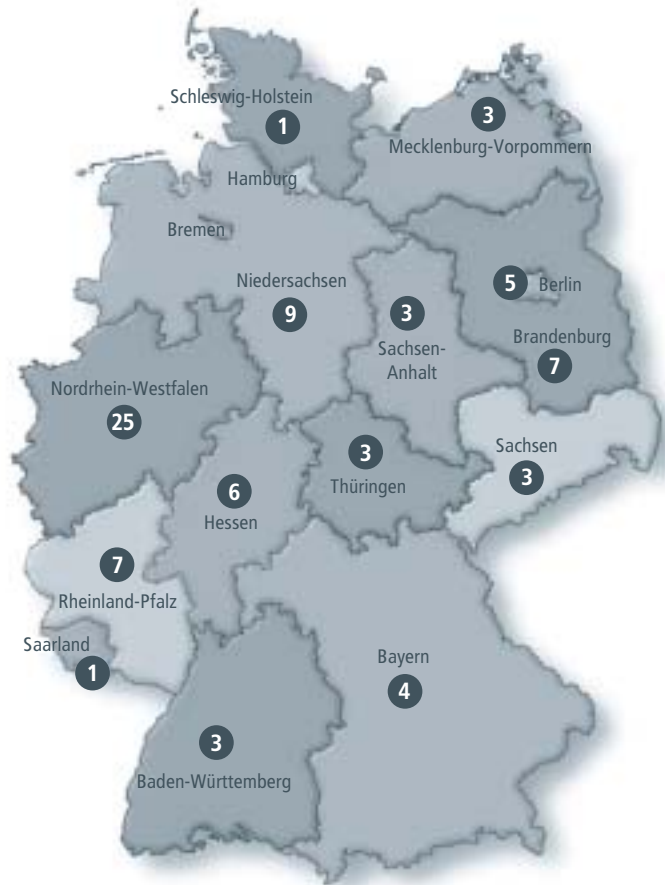 Schleswig-Holstein
1
3
Mecklenburg-Vorpommern
Hamburg
Bremen
Niedersachsen
9
3
Sachsen-
Anhalt
5
Berlin
Brandenburg
7
Nordrhein-Westfalen
25
Sachsen
3
3
Thüringen
6
Hessen
7
Rheinland-Pfalz
Saarland
1
Bayern
4
3
Baden-Württemberg